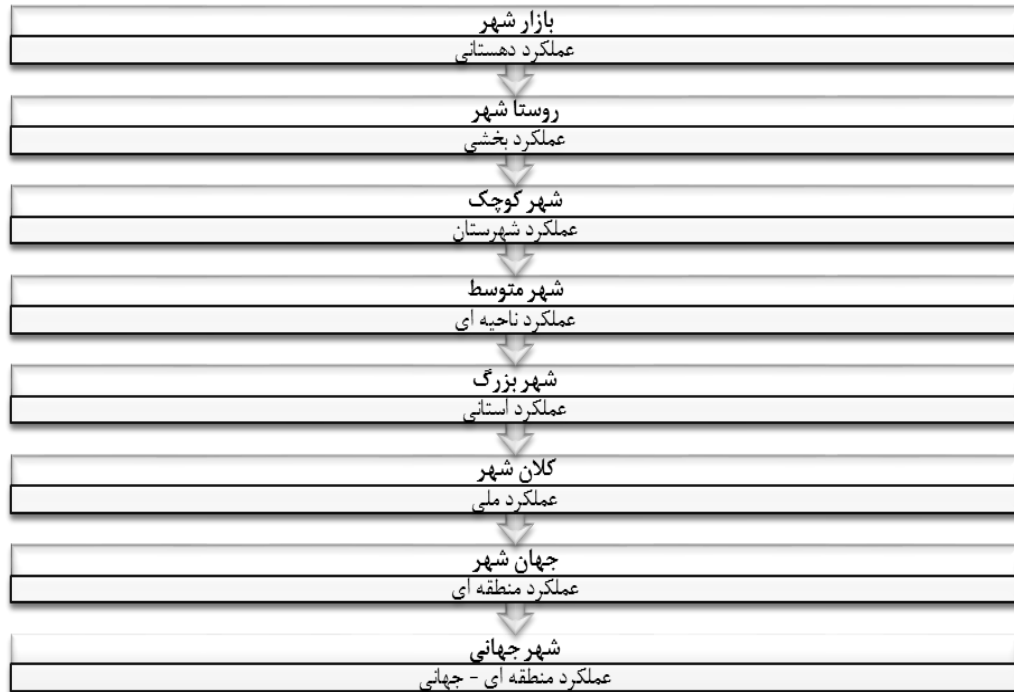 بازار شهر
عملکرد دهستانی
روستا شهر
عملکرد بخشی
شهر کوچک
عملکرد شهرستان
شهر متوسط
عملکرد ناحیه ای
شهر بزرگ
عملکرد استانی
کلان شهر
عملکرد ملی
جهان شهر
عملکرد منطقه ای
شهر جهانی
عملکرد منطقه ای - جهانی